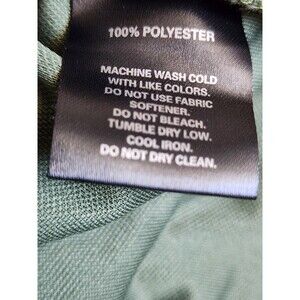 100% POLYESTER
MACHINE WASH COLD
WITH LIKE COLORS.
DO NOT USE FABRIC
SOFTENER.
DO NOT BLEACH.
TUMBLE DRY LOW.
COOL IRON.
DO NOT DRY CLEAN.